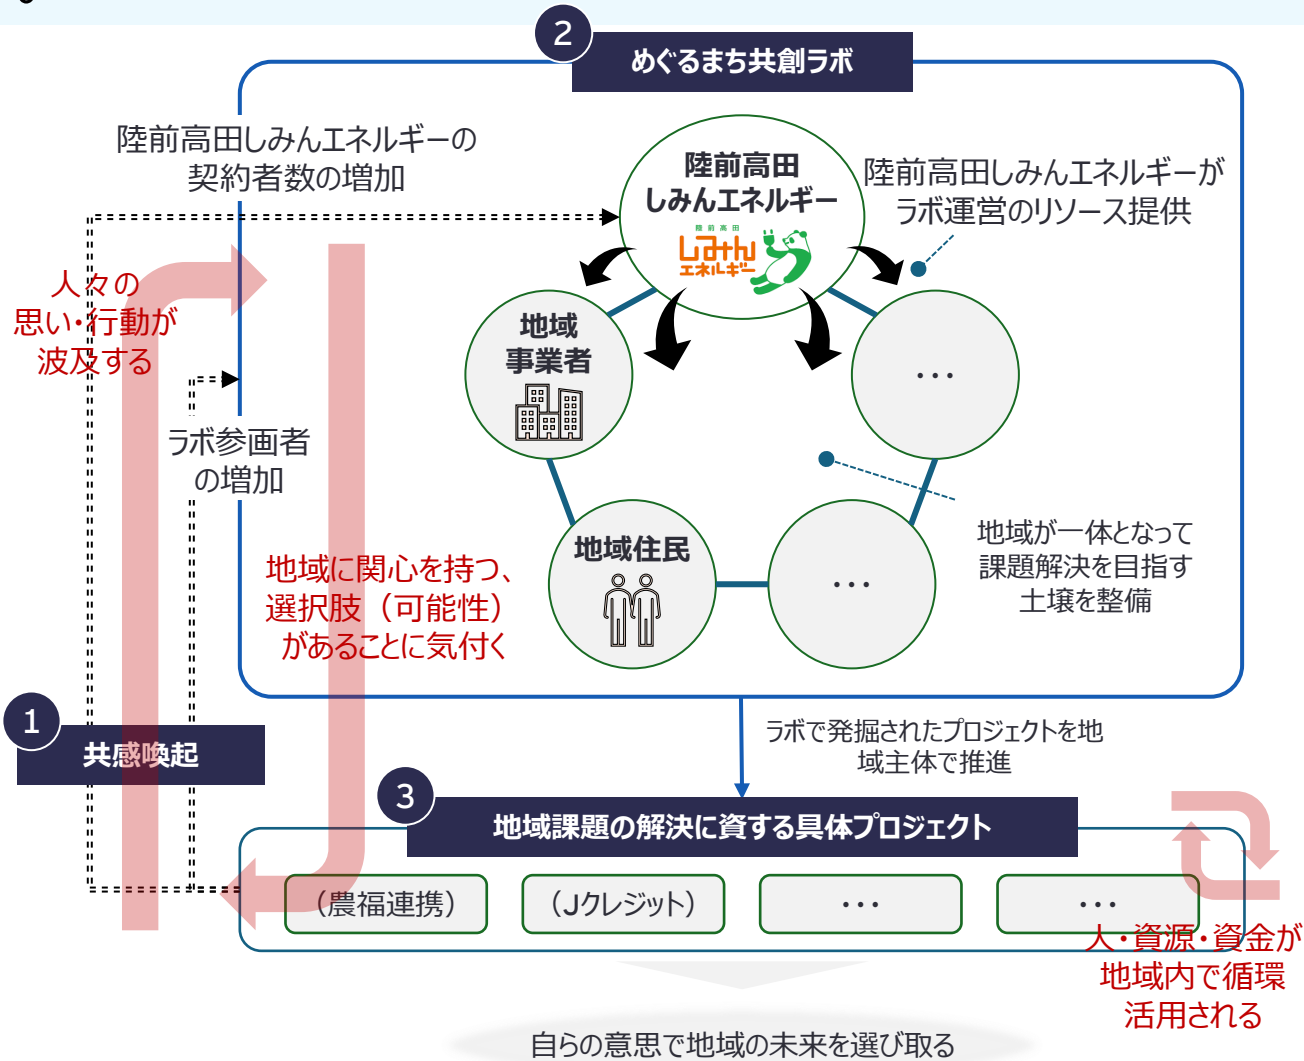 2
めぐるまち共創ラボ
陸前高田しみんエネルギーの
契約者数の増加
陸前高田
しみんエネルギー
陸前高田
しみん
エネルギー
陸前高田しみんエネルギーが
ラボ運営のリソース提供
人々の
思い・行動が
波及する
地域
事業者
・・・
ラボ参画者
の増加
地域住民
・・・
地域が一体となって
課題解決を目指す
土壌を整備
地域に関心を持つ、
選択肢（可能性）
があることに気付く
1
共感喚起
ラボで発掘されたプロジェクトを地
域主体で推進
3
地域課題の解決に資する具体プロジェクト
（農福連携）
（Jクレジット）
・・・
・・・
人・資源・資金が
地域内で循環
活用される
自らの意思で地域の未来を選び取る